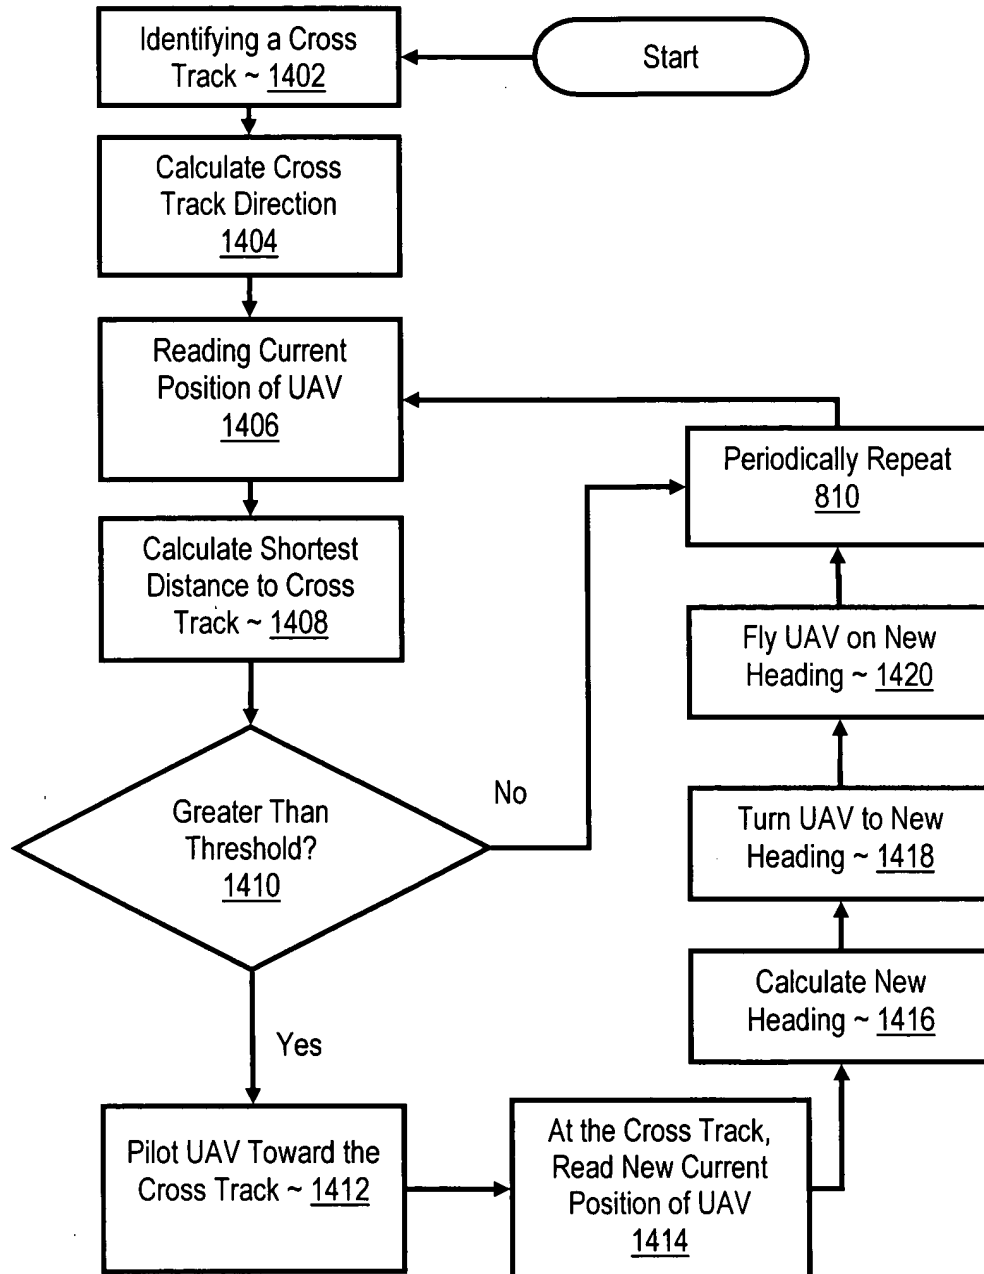 Identifying a Cross
Track ~ 1402
Start
Calculate Cross
Track Direction
1404
Reading Current
Position of UAV
1406
Periodically Repeat
810
Calculate Shortest
Distance to Cross
Track ~ 1408
Fly UAV on New
Heading ~ 1420
No
Greater Than
Threshold?
1410
Turn UAV to New
Heading ~ 1418
Calculate New
Heading ~ 1416
Yes
Pilot UAV Toward the
Cross Track ~ 1412
At the Cross Track,
Read New Current
Position of UAV
1414